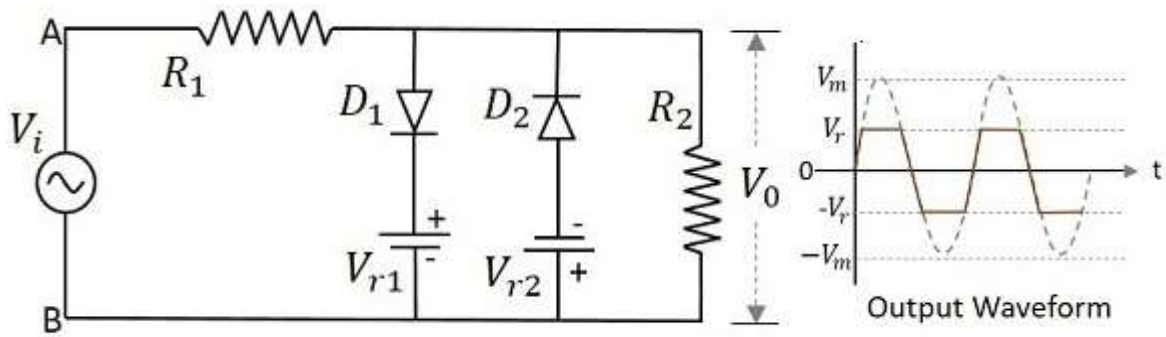 A
R₁
D₁
D₂
R₂
Vᵢ
V₀
+
-
Vᵣ₁
-
+
Vᵣ₂
B
Vₘ
Vᵣ
0
t
-Vᵣ
−Vₘ
Output Waveform